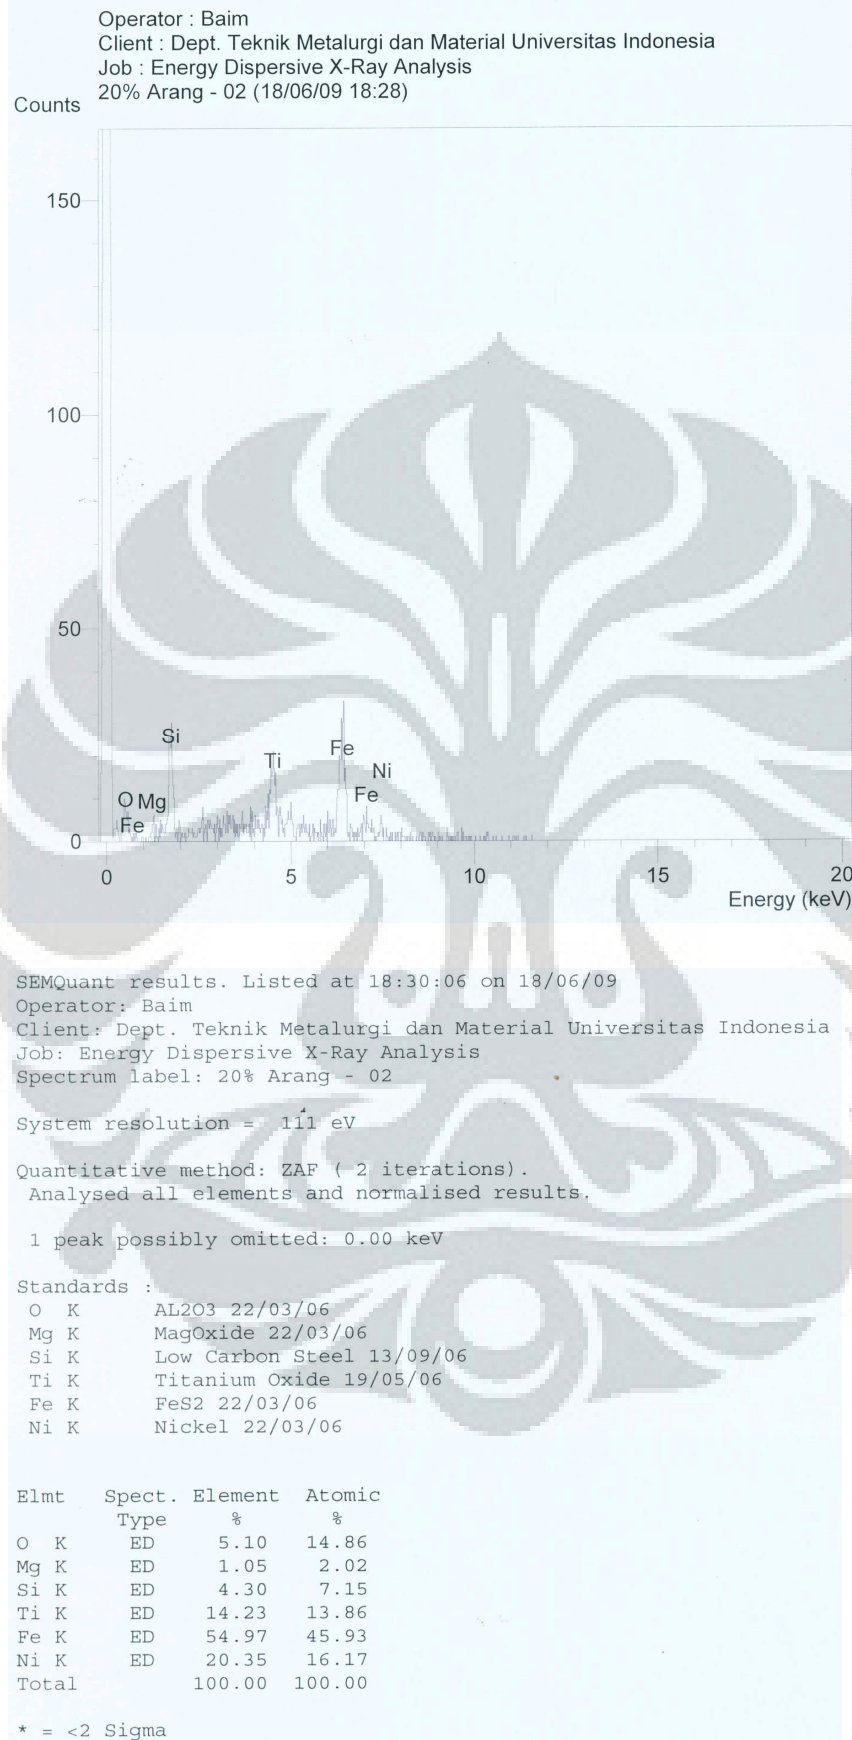 Operator : Baim
Client : Dept. Teknik Metalurgi dan Material Universitas Indonesia
Job : Energy Dispersive X-Ray Analysis
20% Arang - 02 (18/06/09 18:28)
Counts
150
100
50
0
Si
Ti
Fe
Ni
Fe
O Mg
Fe
0 5 10 15 20
Energy (keV)
SEMQuant results. Listed at 18:30:06 on 18/06/09
Operator: Baim
Client: Dept. Teknik Metalurgi dan Material Universitas Indonesia
Job: Energy Dispersive X-Ray Analysis
Spectrum label: 20% Arang - 02
System resolution = 111 eV
Quantitative method: ZAF ( 2 iterations).
Analysed all elements and normalised results.
1 peak possibly omitted: 0.00 keV
Standards :
O K AL2O3 22/03/06
Mg K MagOxide 22/03/06
Si K Low Carbon Steel 13/09/06
Ti K Titanium Oxide 19/05/06
Fe K FeS2 22/03/06
Ni K Nickel 22/03/06
Elmt Spect. Element Atomic
Type % %
O K ED 5.10 14.86
Mg K ED 1.05 2.02
Si K ED 4.30 7.15
Ti K ED 14.23 13.86
Fe K ED 54.97 45.93
Ni K ED 20.35 16.17
Total 100.00 100.00
* = <2 Sigma